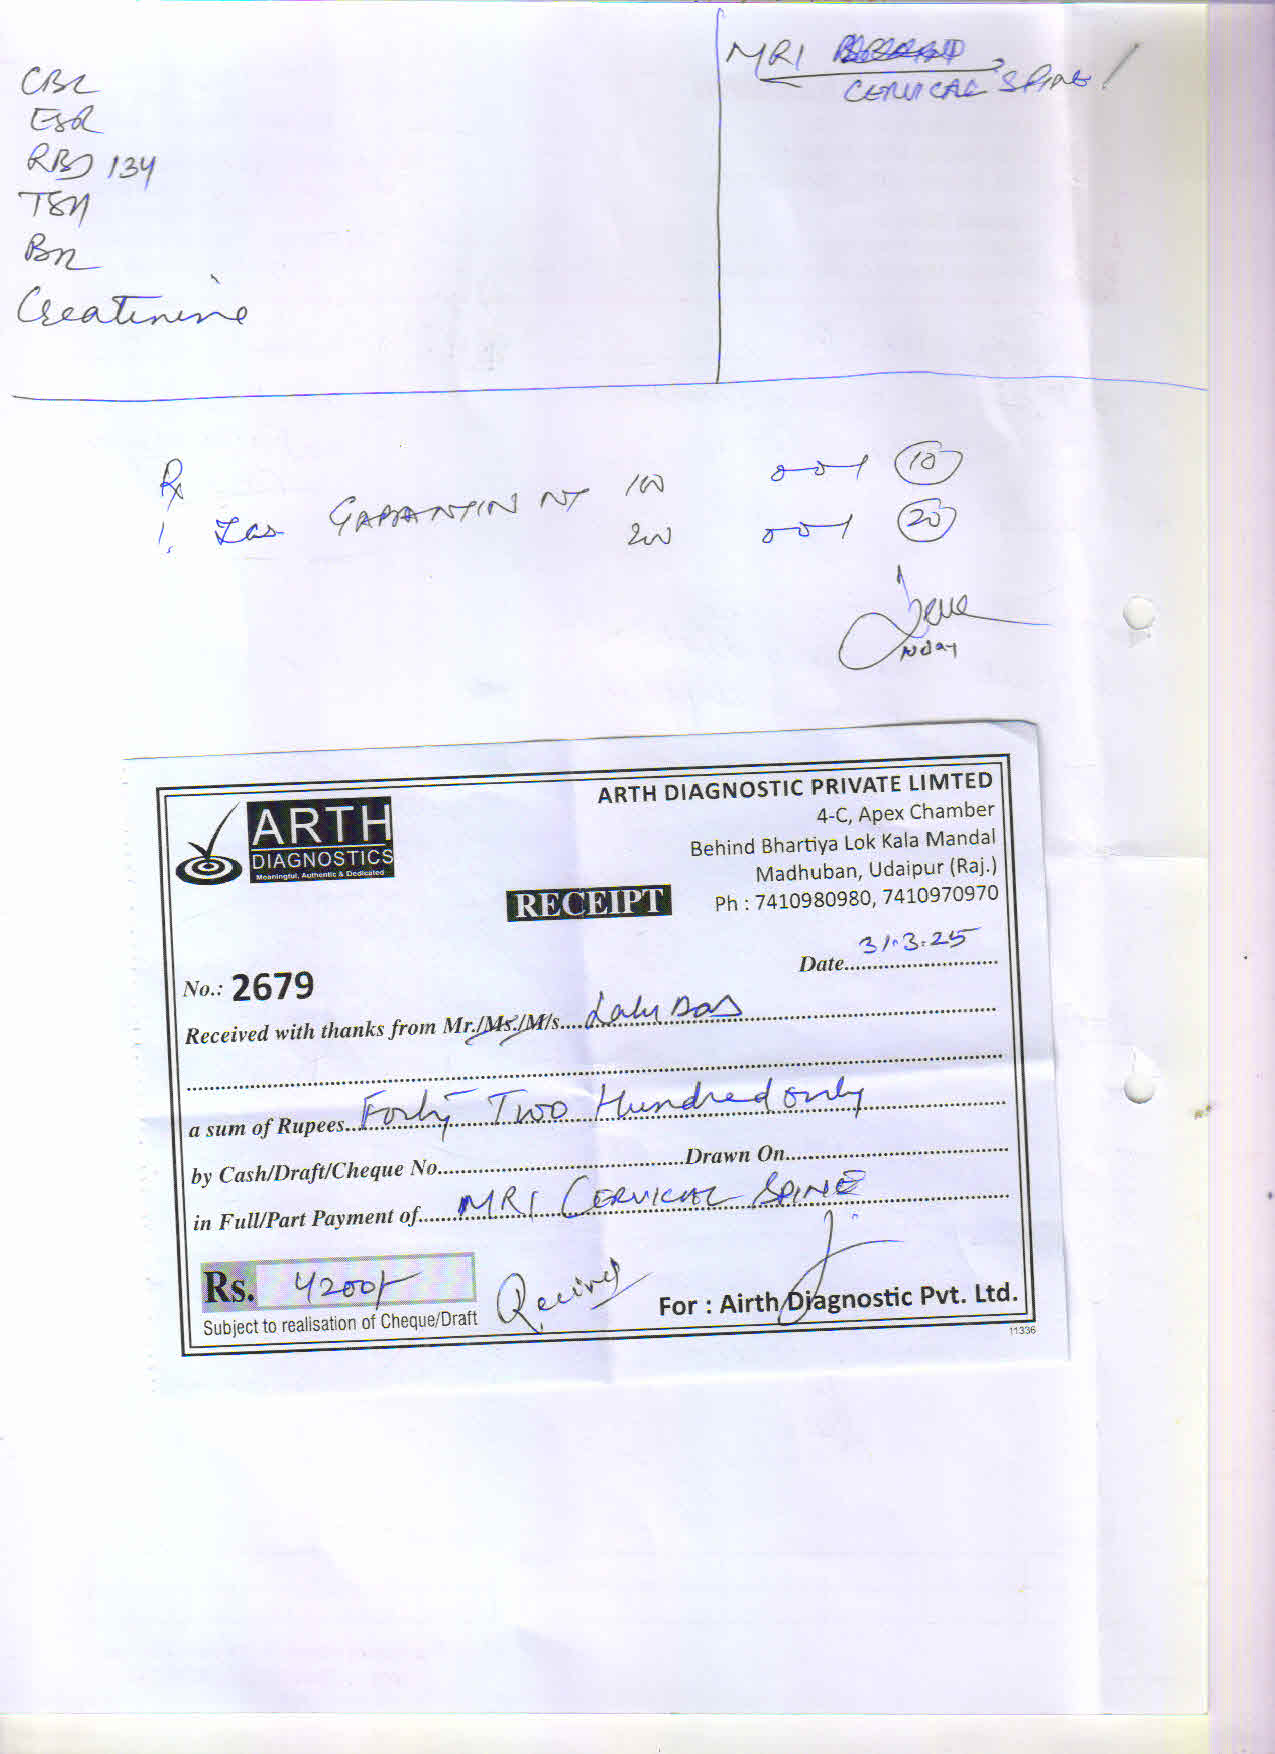 CBC
ESR
RBS 134
TSH
Creatinine
MRI
CERVICAL SPINE
Rx
1. Tab GABANTIN NT 100 0-0-1 10
200 0-0-1 20
ARTH
DIAGNOSTICS
Meaningful, Authentic & Dedicated
ARTH DIAGNOSTIC PRIVATE LIMTED
4-C, Apex Chamber
Behind Bhartiya Lok Kala Mandal
Madhuban, Udaipur (Raj.)
RECEIPT
Ph : 7410980980, 7410970970
Date 31.3.25
No.: 2679
Received with thanks from Mr./Ms./M/s. Lalu Das
a sum of Rupees Forty Two Hundred only
by Cash/Draft/Cheque No. Drawn On
in Full/Part Payment of MRI CERVICAL SPINE
Rs. 4200/-
Subject to realisation of Cheque/Draft
For : Airth Diagnostic Pvt. Ltd.
11336